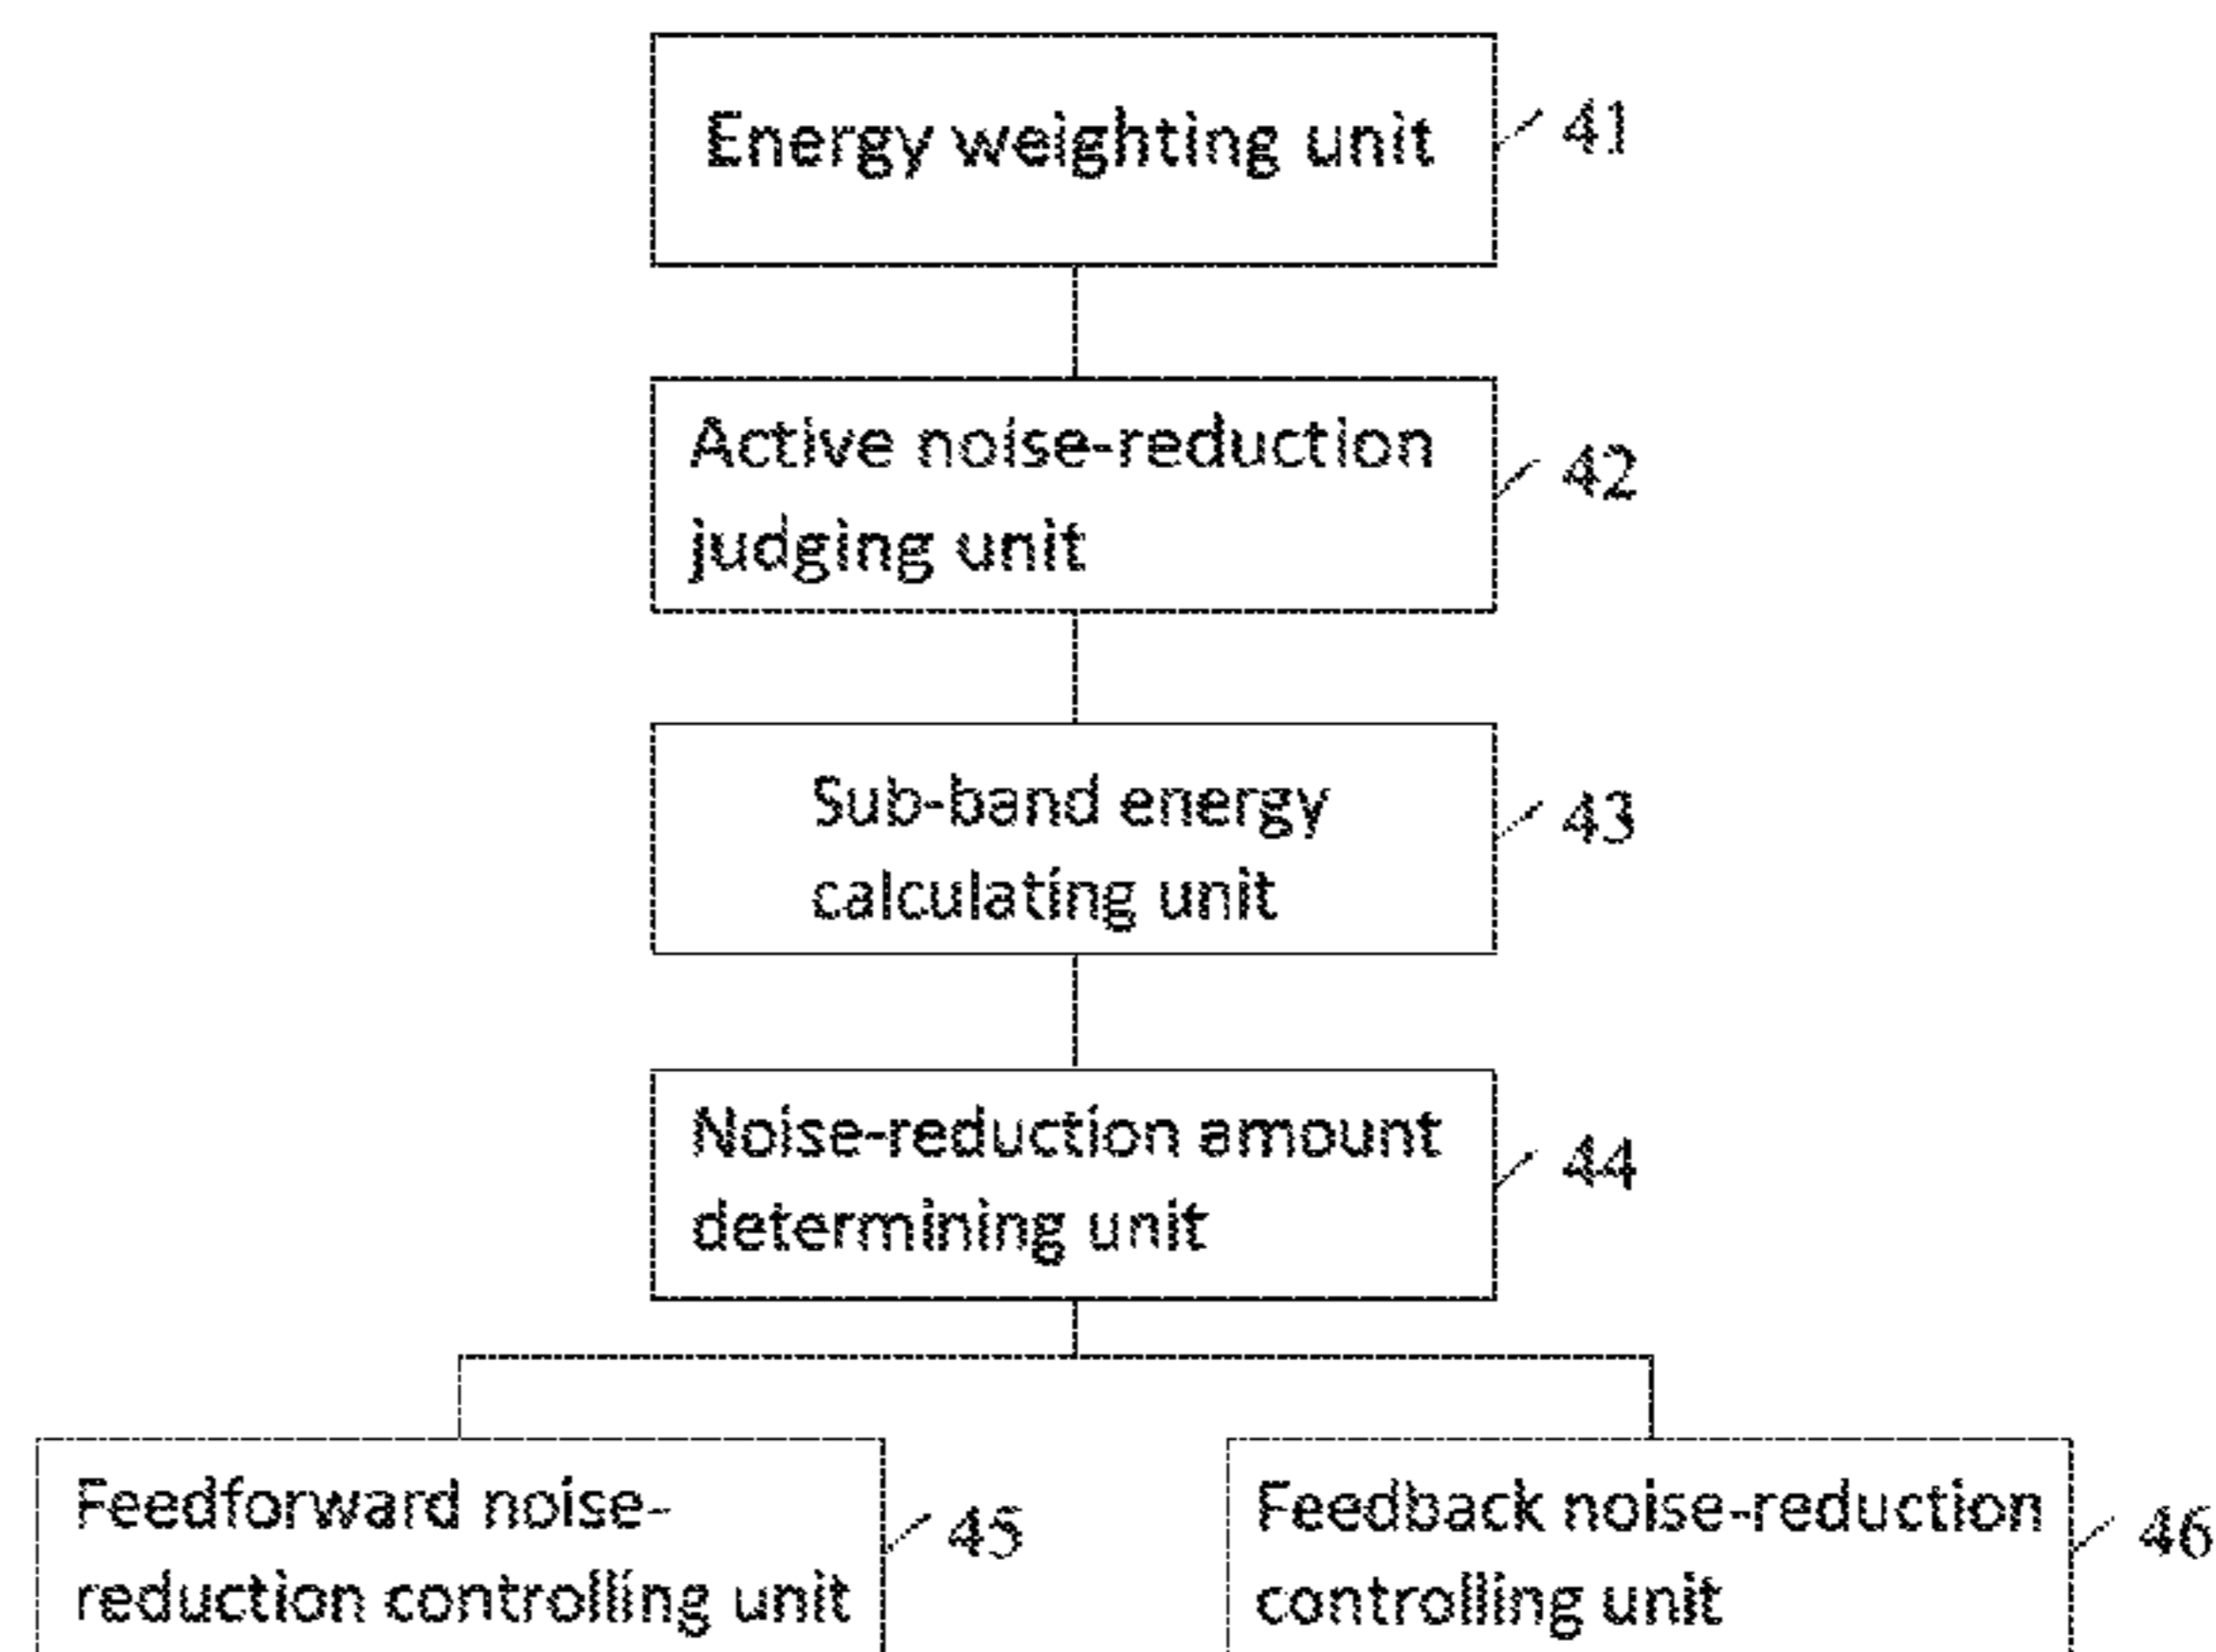 Energy weighting unit
41
Active noise-reduction
judging unit
42
Sub-band energy
calculating unit
43
Noise-reduction amount
determining unit
44
Feedforward noise-
reduction controlling unit
45
Feedback noise-reduction
controlling unit
46